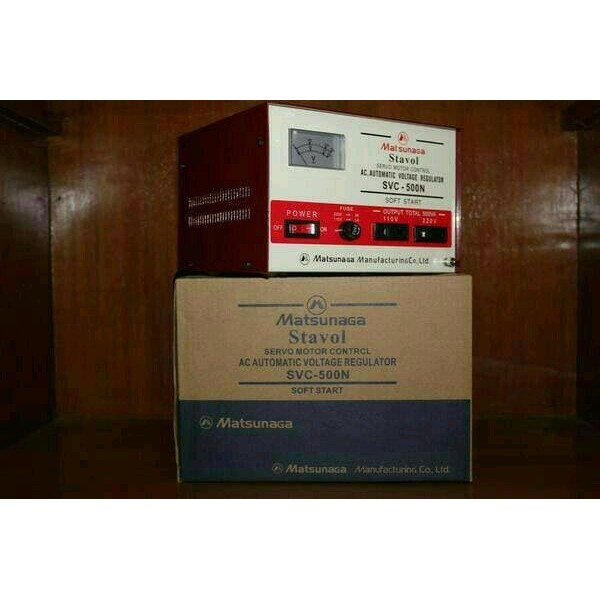 Matsunaga
Stavol
SERVO MOTOR CONTROL
AC. AUTOMATIC VOLTAGE REGULATOR
SVC - 500N
SOFT START
V
V
POWER
OFF
ON
FUSE
OUTPUT TOTAL 500VA
110V 220V
Matsunaga Manufacturing Co., Ltd.
Matsunaga
Stavol
SERVO MOTOR CONTRCL
AC AUTOMATIC VOLTAGE REGULATOR
SVC-500N
SOFT START
Matsunaga
Matsunaga Manufacturing Co., Ltd.